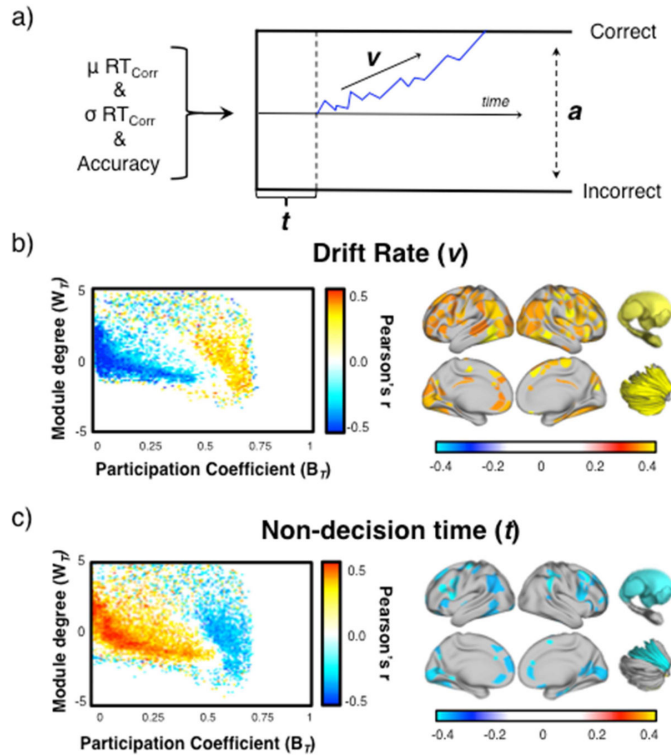 a)
Correct
μ RT_Corr
&
σ RT_Corr
&
Accuracy
v
time
a
t
Incorrect
b)
Drift Rate (v)
Module degree (W_T)
5
0
-5
0
0.25
0.5
0.75
1
Participation Coefficient (B_T)
0.5
0.0
-0.5
Pearson's r
-0.4
-0.2
0
0.2
0.4
c)
Non-decision time (t)
Module degree (W_T)
5
0
-5
0
0.25
0.5
0.75
1
Participation Coefficient (B_T)
0.5
0.0
-0.5
Pearson's r
-0.4
-0.2
0
0.2
0.4